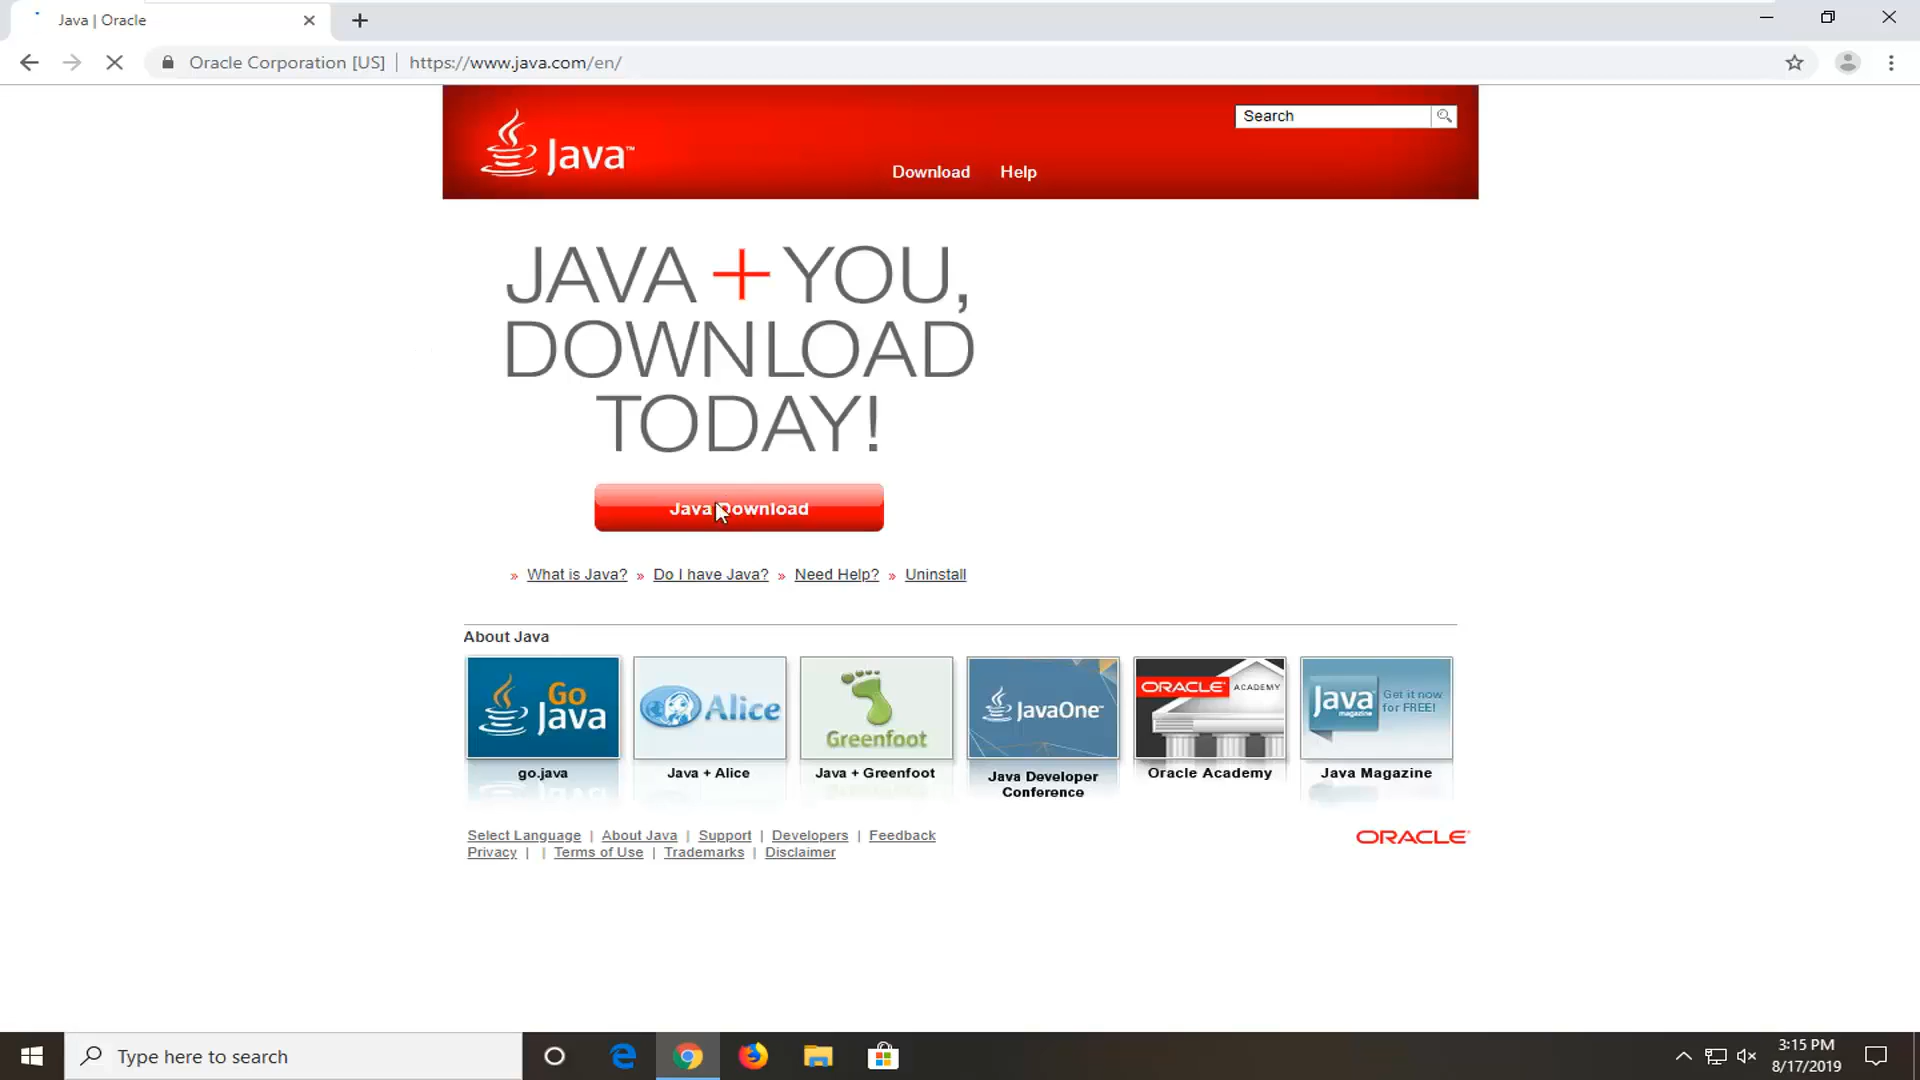 Java | Oracle
Oracle Corporation [US] | https://www.java.com/en/
Search
Java™
Download Help
JAVA + YOU,
DOWNLOAD
TODAY!
Java Download
» What is Java? » Do I have Java? » Need Help? » Uninstall
About Java
Go Java
Alice
Greenfoot
JavaOne™
ORACLE ACADEMY
Java magazine
Get it now
for FREE!
go.java
Java + Alice
Java + Greenfoot
Java Developer
Conference
Oracle Academy
Java Magazine
Select Language | About Java | Support | Developers | Feedback
Privacy | | Terms of Use | Trademarks | Disclaimer
ORACLE
Type here to search
3:15 PM
8/17/2019